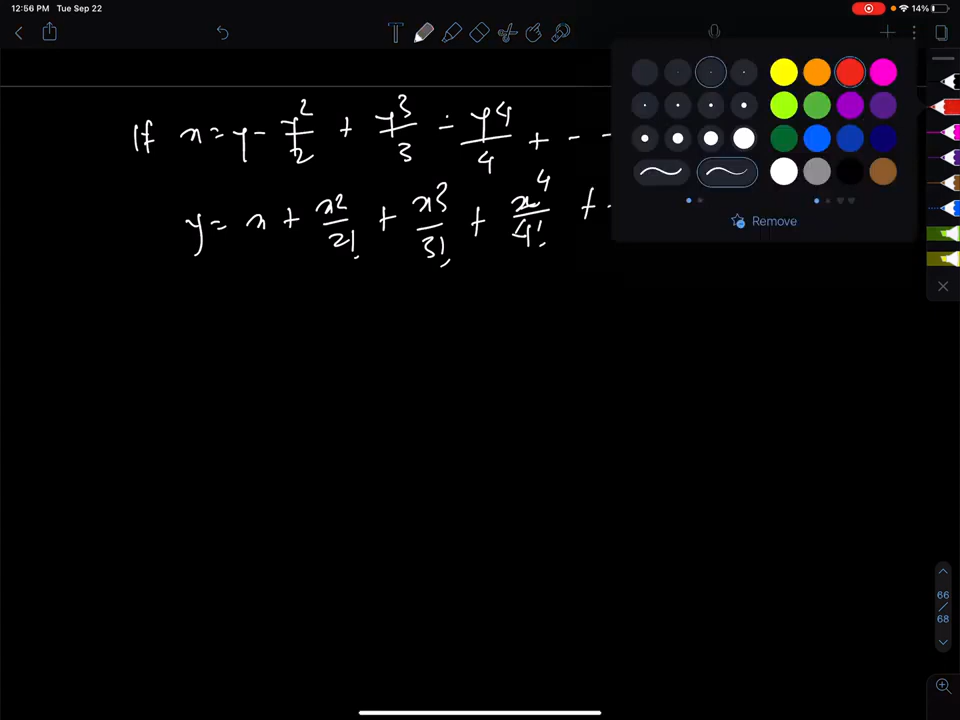 12:56 PM Tue Sep 22
14%
If x = y - y²/2 + y³/3 - y⁴/4 + - -
y = x + x²/2! + x³/3! + x⁴/4! + -
T
Remove
66
/
68